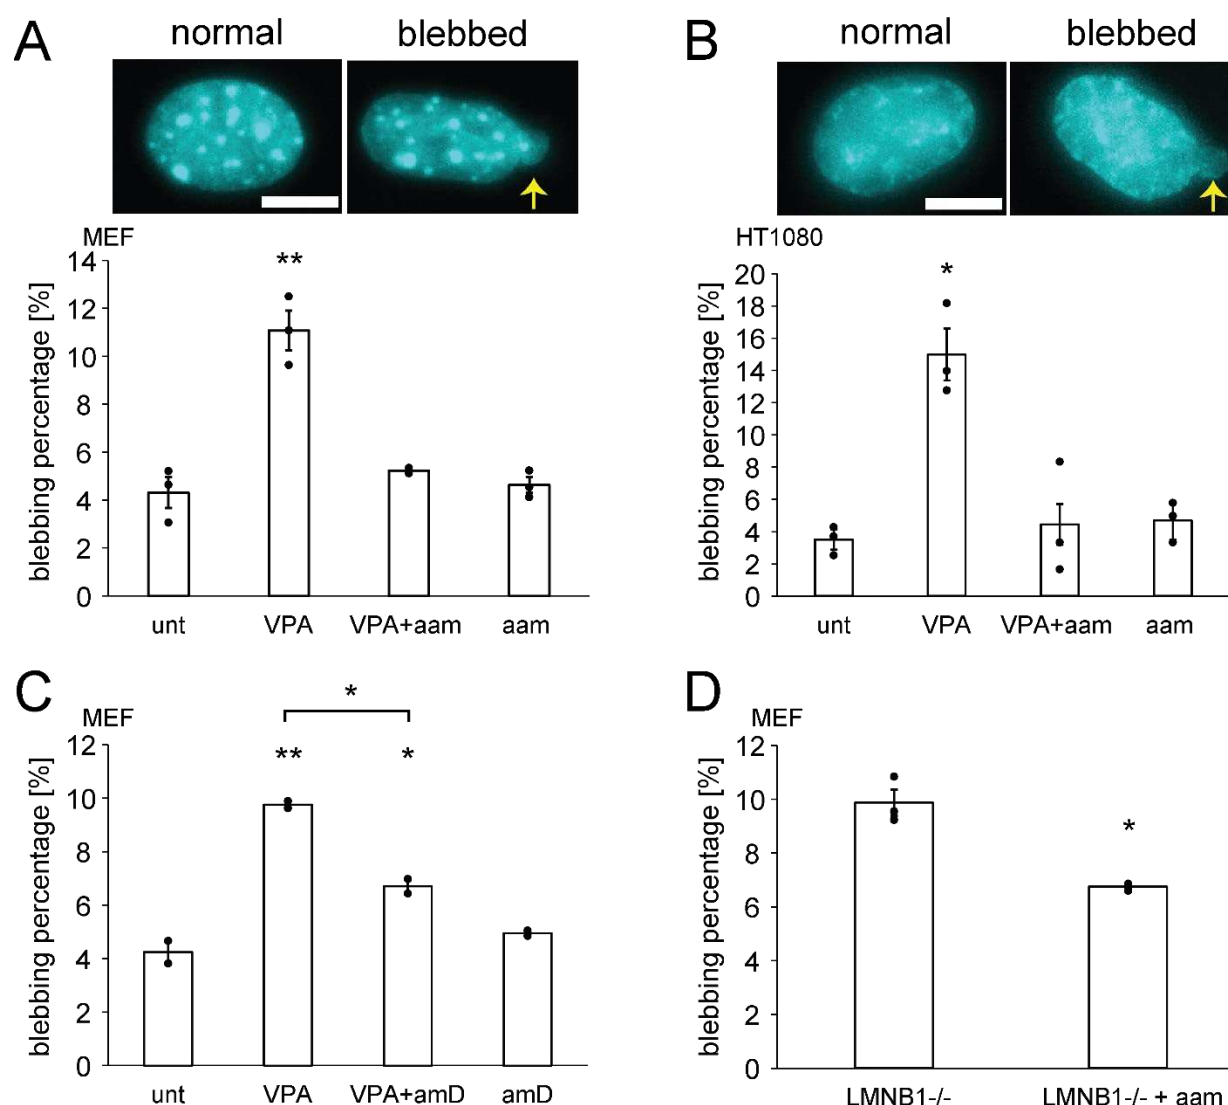 A
normal
blebbed
MEF
blebbing percentage [%]
14
12
10
8
6
4
2
0
**
unt
VPA
VPA+aam
aam
B
normal
blebbed
HT1080
blebbing percentage [%]
20
18
16
14
12
10
8
6
4
2
0
*
unt
VPA
VPA+aam
aam
C
MEF
blebbing percentage [%]
12
10
8
6
4
2
0
*
**
*
unt
VPA
VPA+amD
amD
D
MEF
blebbing percentage [%]
12
10
8
6
4
2
0
*
LMNB1-/-
LMNB1-/- + aam